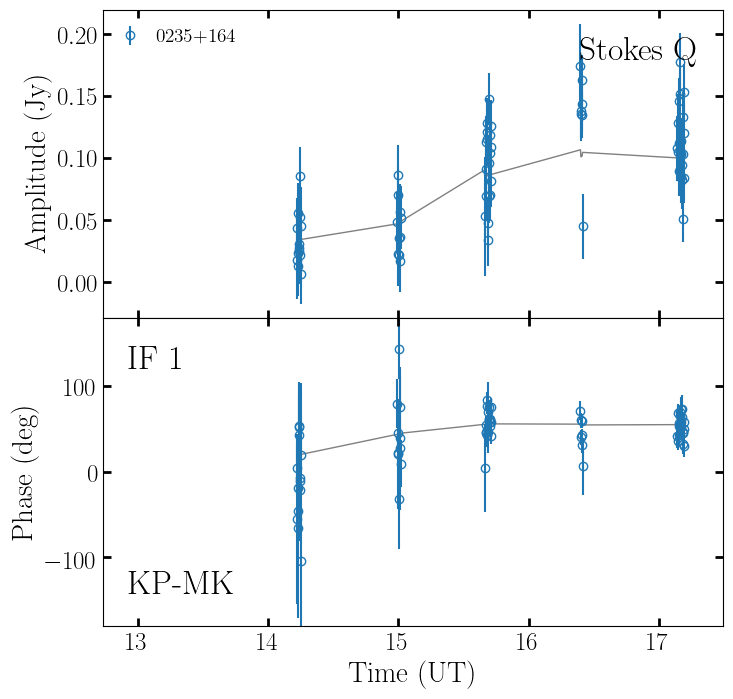 0235+164
Stokes Q
0.20
0.15
0.10
0.05
0.00
Amplitude (Jy)
IF 1
100
0
−100
Phase (deg)
KP-MK
13 14 15 16 17
Time (UT)